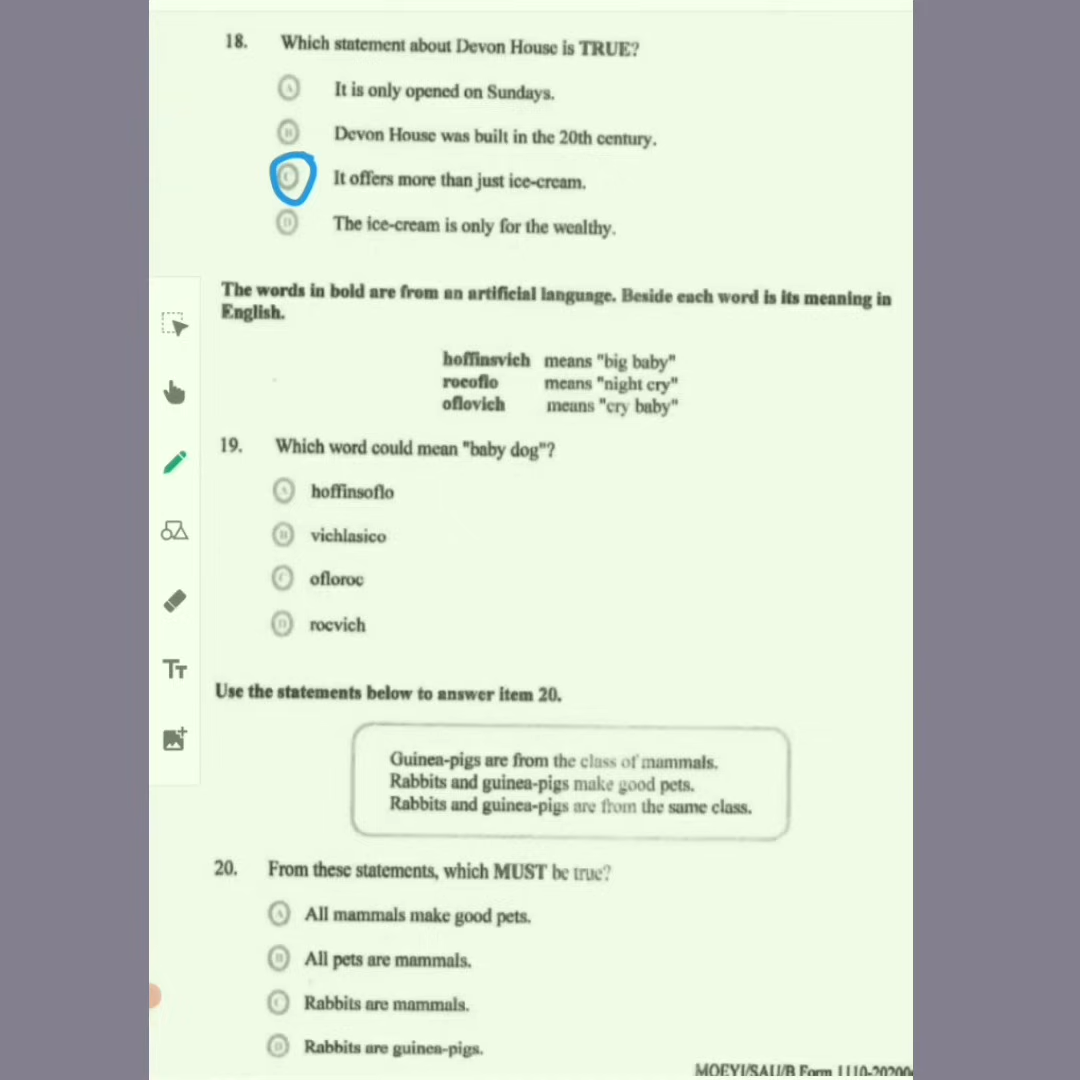 18. Which statement about Devon House is TRUE?
A It is only opened on Sundays.
B Devon House was built in the 20th century.
C It offers more than just ice-cream.
D The ice-cream is only for the wealthy.
The words in bold are from an artificial language. Beside each word is its meaning in
English.
hoffinsvich means "big baby"
rocoflo means "night cry"
oflovich means "cry baby"
19. Which word could mean "baby dog"?
A hoffinsoflo
B vichlasico
C ofloroc
D rocvich
Tт
Use the statements below to answer item 20.
Guinea-pigs are from the class of mammals.
Rabbits and guinea-pigs make good pets.
Rabbits and guinea-pigs are from the same class.
20. From these statements, which MUST be true?
A All mammals make good pets.
B All pets are mammals.
C Rabbits are mammals.
D Rabbits are guinea-pigs.
MOEYI/SAU/B Form 1110-20200